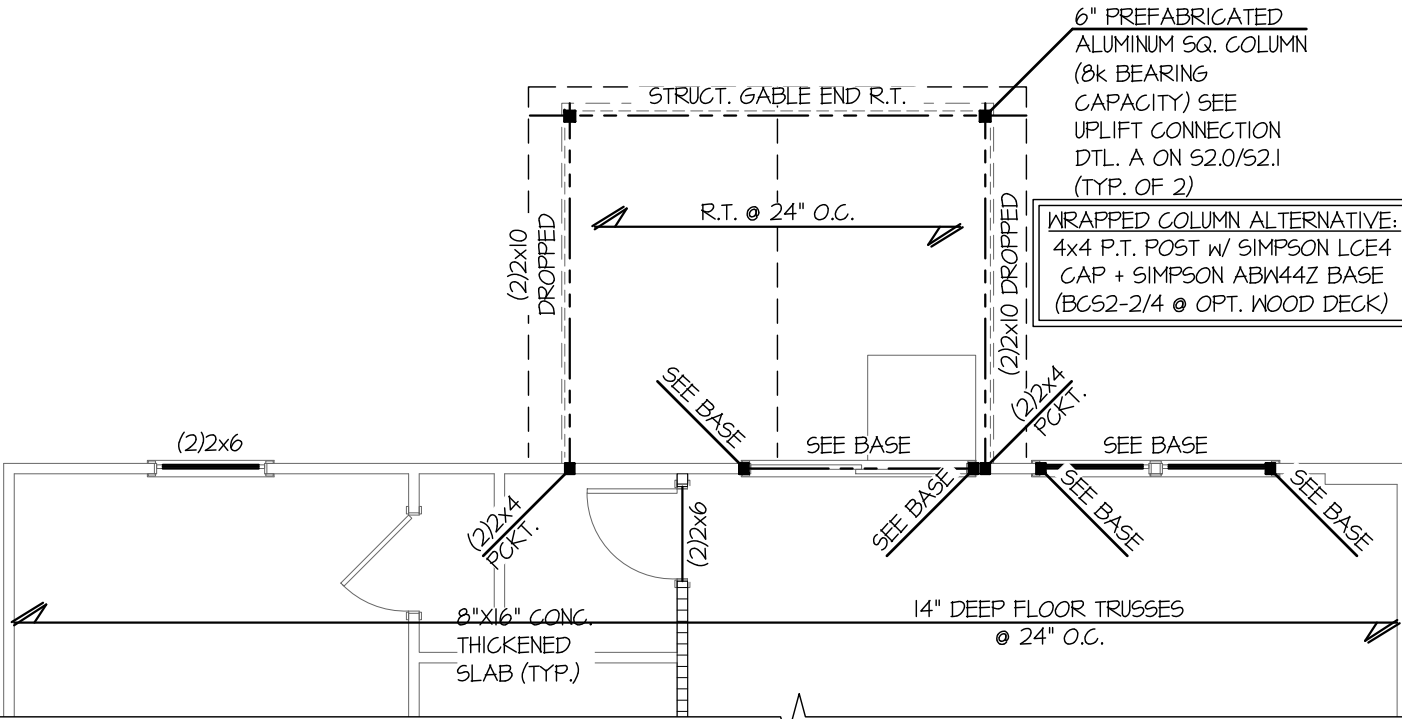 6" PREFABRICATED
ALUMINUM SQ. COLUMN
(8k BEARING
CAPACITY) SEE
UPLIFT CONNECTION
DTL. A ON S2.0/S2.1
(TYP. OF 2)
STRUCT. GABLE END R.T.
WRAPPED COLUMN ALTERNATIVE:
4x4 P.T. POST w/ SIMPSON LCE4
CAP + SIMPSON ABW44Z BASE
(BCS2-2/4 @ OPT. WOOD DECK)
R.T. @ 24" O.C.
(2)2x10
DROPPED
(2)2x10 DROPPED
SEE BASE
(2)2x4
PCKT.
(2)2x6
SEE BASE
SEE BASE
(2)2x4
PCKT.
(2)2x6
SEE BASE
SEE BASE
SEE BASE
8"X16" CONC.
THICKENED
SLAB (TYP.)
14" DEEP FLOOR TRUSSES
@ 24" O.C.